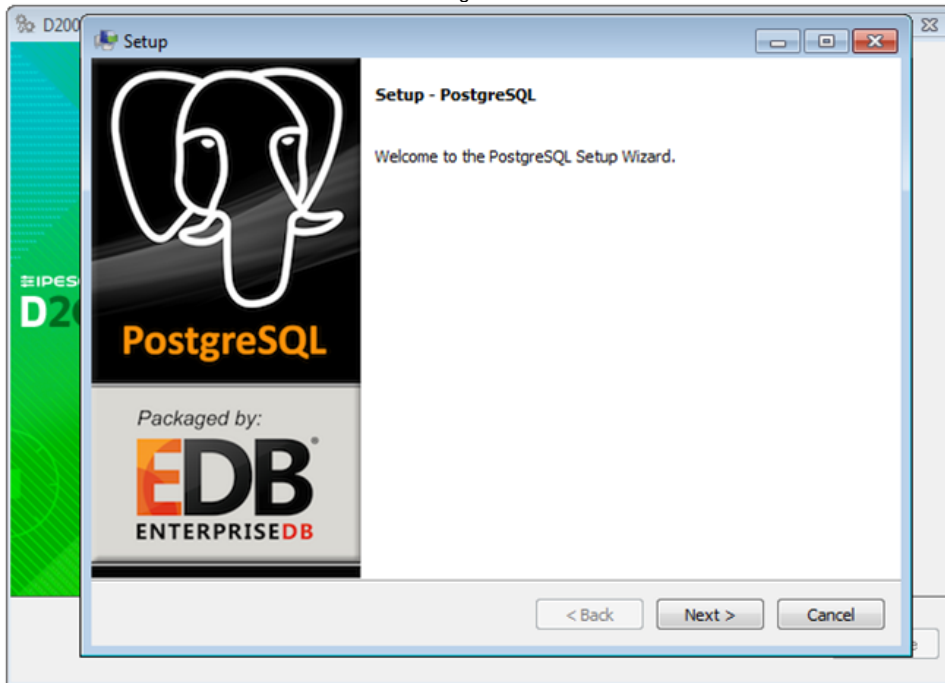 D200
Setup
Setup - PostgreSQL
Welcome to the PostgreSQL Setup Wizard.
IPES
D20
PostgreSQL
Packaged by:
EDB
ENTERPRISEDB
< Back
Next >
Cancel